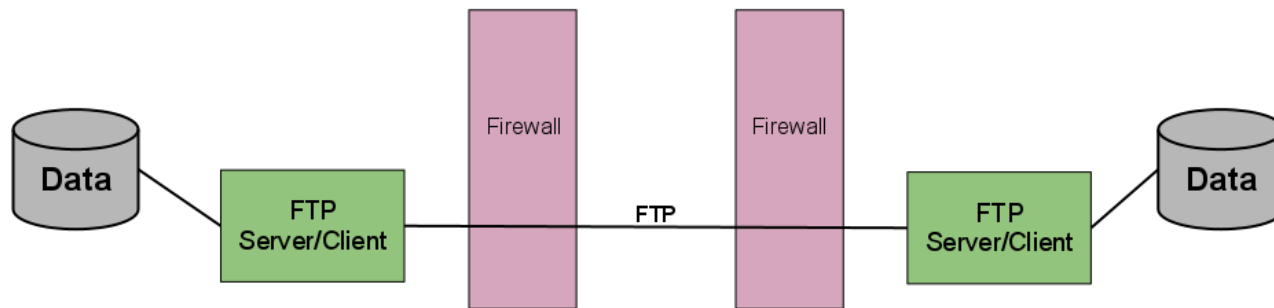 Firewall
Firewall
Data
Data
FTP
Server/Client
FTP
FTP
Server/Client